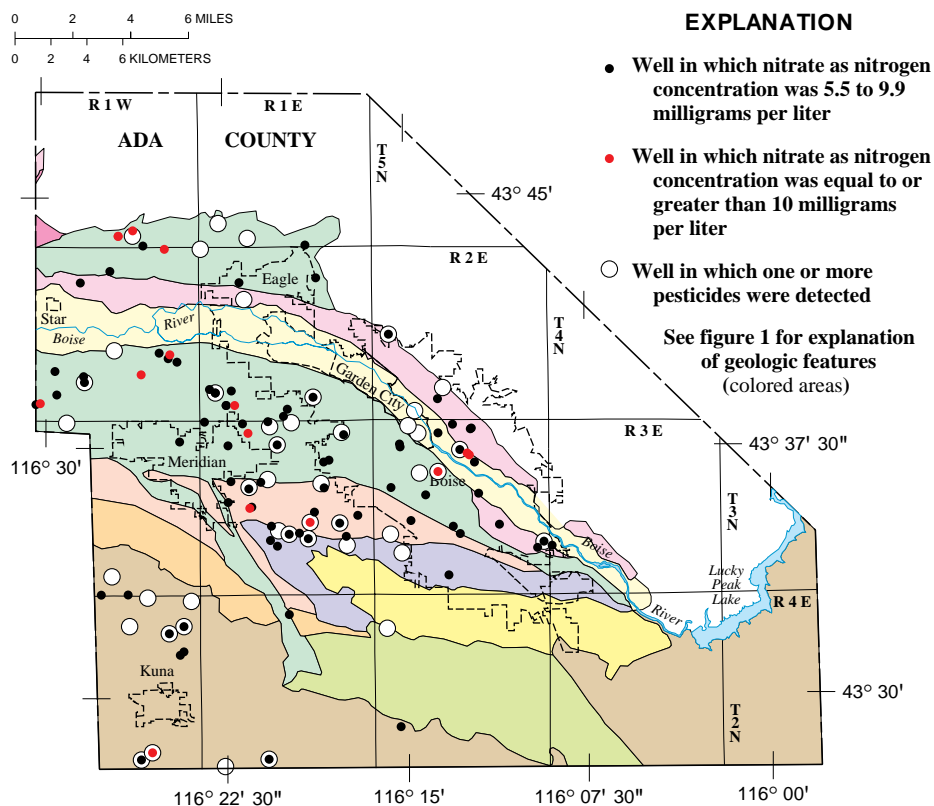 0 2 4 6 MILES
0 2 4 6 KILOMETERS
EXPLANATION
Well in which nitrate as nitrogen
concentration was 5.5 to 9.9
milligrams per liter
Well in which nitrate as nitrogen
concentration was equal to or
greater than 10 milligrams
per liter
Well in which one or more
pesticides were detected
See figure 1 for explanation
of geologic features
(colored areas)
R 1 W
R 1 E
ADA COUNTY
T
5
N
43° 45'
R 2 E
Eagle
Star
Boise
River
T
4
N
Garden City
R 3 E
43° 37' 30"
116° 30'
Meridian
Boise
T
3
N
Boise
River
Lucky
Peak
Lake
R 4 E
Kuna
43° 30'
T
2
N
116° 22' 30"
116° 15'
116° 07' 30"
116° 00'